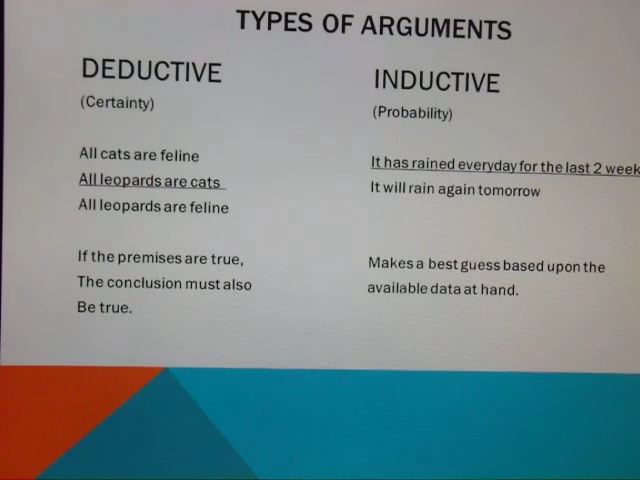 TYPES OF ARGUMENTS
DEDUCTIVE
(Certainty)
All cats are feline
All leopards are cats
All leopards are feline
If the premises are true,
The conclusion must also
Be true.
INDUCTIVE
(Probability)
It has rained everyday for the last 2 week
It will rain again tomorrow
Makes a best guess based upon the
available data at hand.